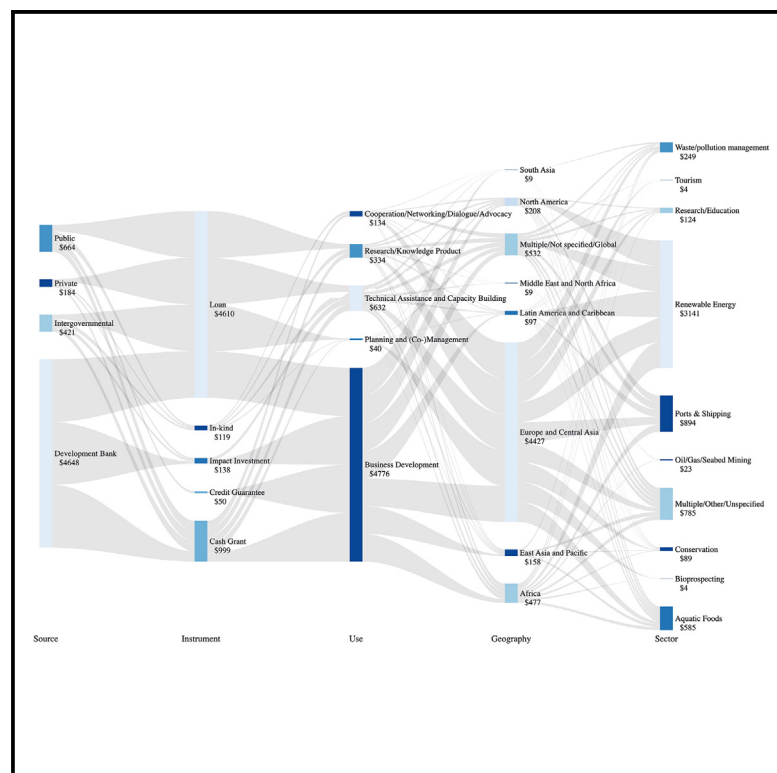 Public
$664
Private
$184
Intergovernmental
$421
Development Bank
$4648
Source
Loan
$4610
In-kind
$119
Impact Investment
$138
Credit Guarantee
$50
Cash Grant
$999
Instrument
Cooperation/Networking/Dialogue/Advocacy
$134
Research/Knowledge Product
$334
Technical Assistance and Capacity Building
$632
Planning and (Co-)Management
$40
Business Development
$4776
Use
South Asia
$9
North America
$208
Multiple/Not specified/Global
$532
Middle East and North Africa
$9
Latin America and Caribbean
$97
Europe and Central Asia
$4427
East Asia and Pacific
$158
Africa
$477
Geography
Waste/pollution management
$249
Tourism
$4
Research/Education
$124
Renewable Energy
$3141
Ports & Shipping
$894
Oil/Gas/Seabed Mining
$23
Multiple/Other/Unspecified
$785
Conservation
$89
Bioprospecting
$4
Aquatic Foods
$585
Sector